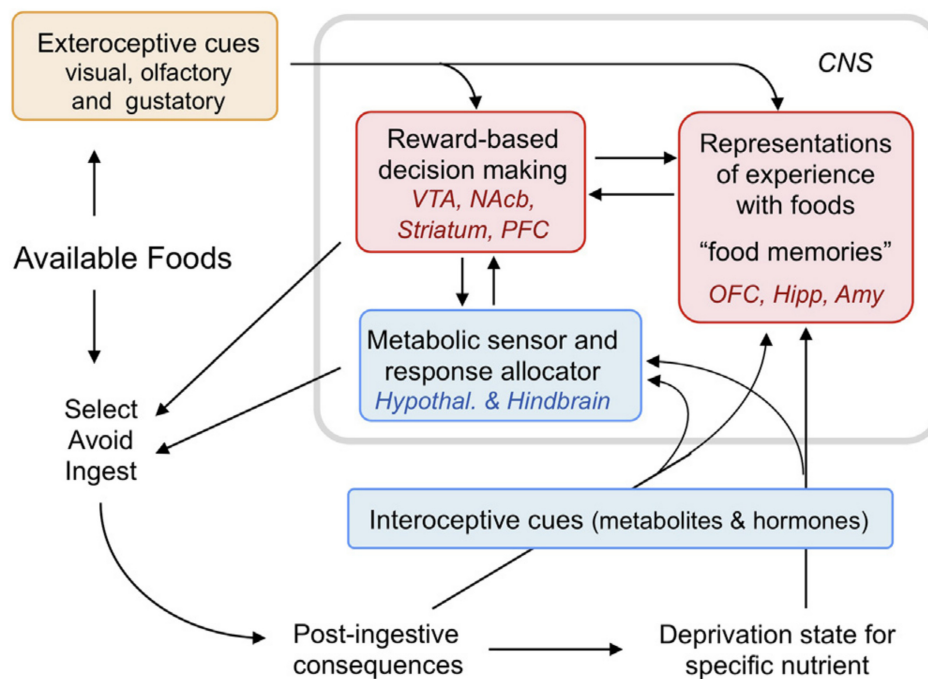 Exteroceptive cues
visual, olfactory
and gustatory
CNS
Reward-based
decision making
VTA, NAcb,
Striatum, PFC
Representations
of experience
with foods
“food memories”
OFC, Hipp, Amy
Available Foods
Metabolic sensor and
response allocator
Hypothal. & Hindbrain
Select
Avoid
Ingest
Interoceptive cues (metabolites & hormones)
Post-ingestive
consequences
Deprivation state for
specific nutrient